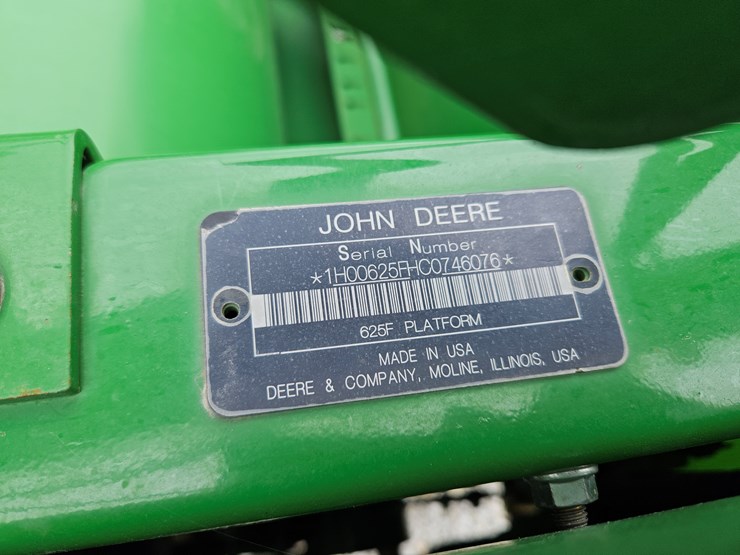 JOHN DEERE
Serial Number
*1H00625FHC0746076*
625F PLATFORM
MADE IN USA
DEERE & COMPANY, MOLINE, ILLINOIS, USA